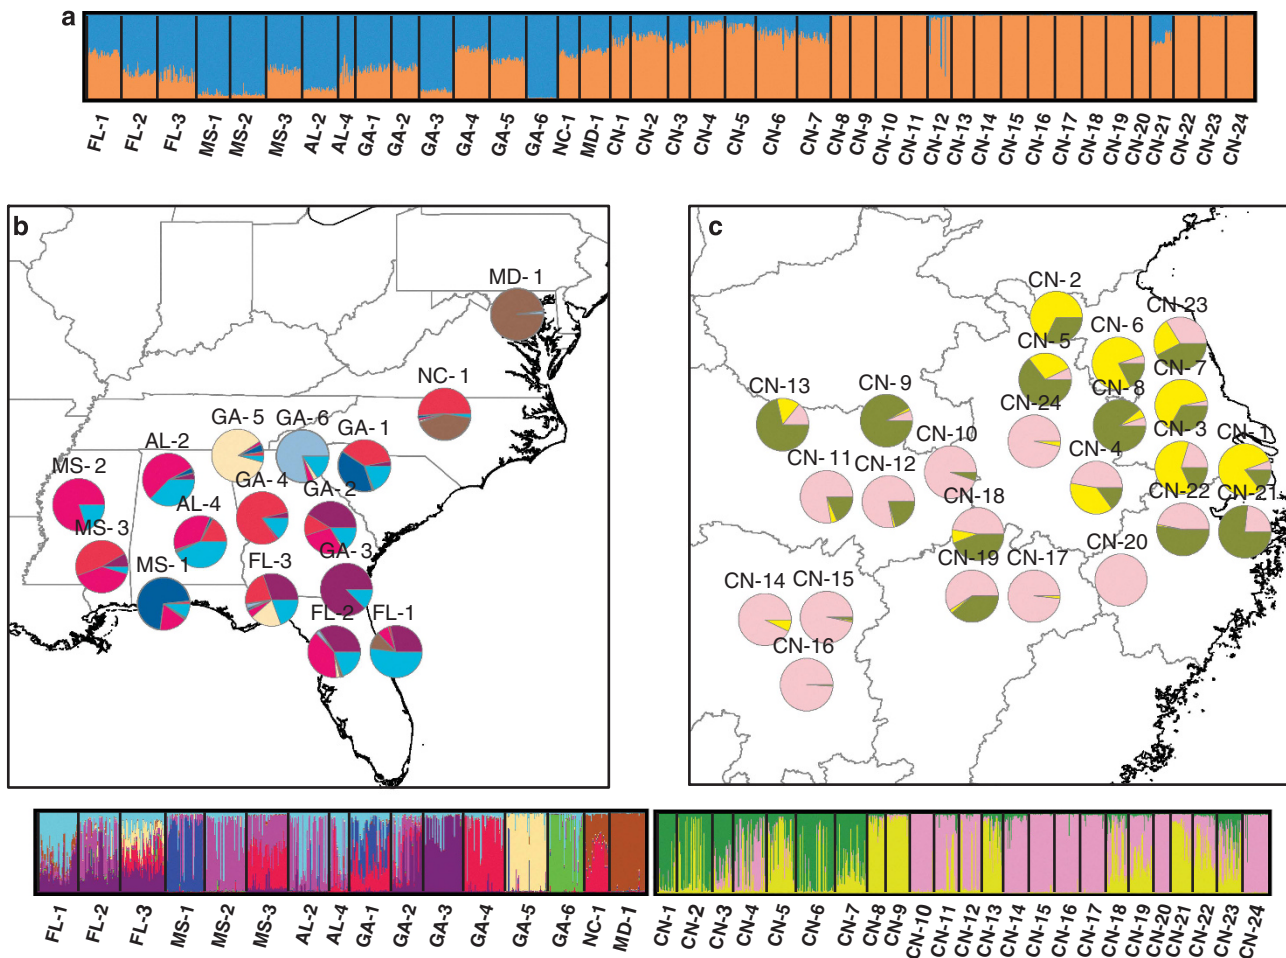 a
FL-1 FL-2 FL-3 MS-1 MS-2 MS-3 AL-2 AL-4 GA-1 GA-2 GA-3 GA-4 GA-5 GA-6 NC-1 MD-1 CN-1 CN-2 CN-3 CN-4 CN-5 CN-6 CN-7 CN-8 CN-9 CN-10 CN-11 CN-12 CN-13 CN-14 CN-15 CN-16 CN-17 CN-18 CN-19 CN-20 CN-21 CN-22 CN-23 CN-24
b
MD- 1
NC-1
GA- 5
GA- 6
GA- 1
AL-2
MS- 2
GA- 4
GA- 2
AL-4
MS- 3
GA- 3
MS- 1
FL-3
FL-2
FL-1
c
CN- 2
CN-23
CN- 6
CN- 5
CN- 7
CN-13
CN- 9
CN- 8
CN-24
CN-10
CN- 3
CN- 1
CN- 4
CN-11
CN-12
CN-22
CN-21
CN-18
CN-19
CN-17
CN-20
CN-14
CN-15
CN-16
FL-1 FL-2 FL-3 MS-1 MS-2 MS-3 AL-2 AL-4 GA-1 GA-2 GA-3 GA-4 GA-5 GA-6 NC-1 MD-1
CN-1 CN-2 CN-3 CN-4 CN-5 CN-6 CN-7 CN-8 CN-9 CN-10 CN-11 CN-12 CN-13 CN-14 CN-15 CN-16 CN-17 CN-18 CN-19 CN-20 CN-21 CN-22 CN-23 CN-24